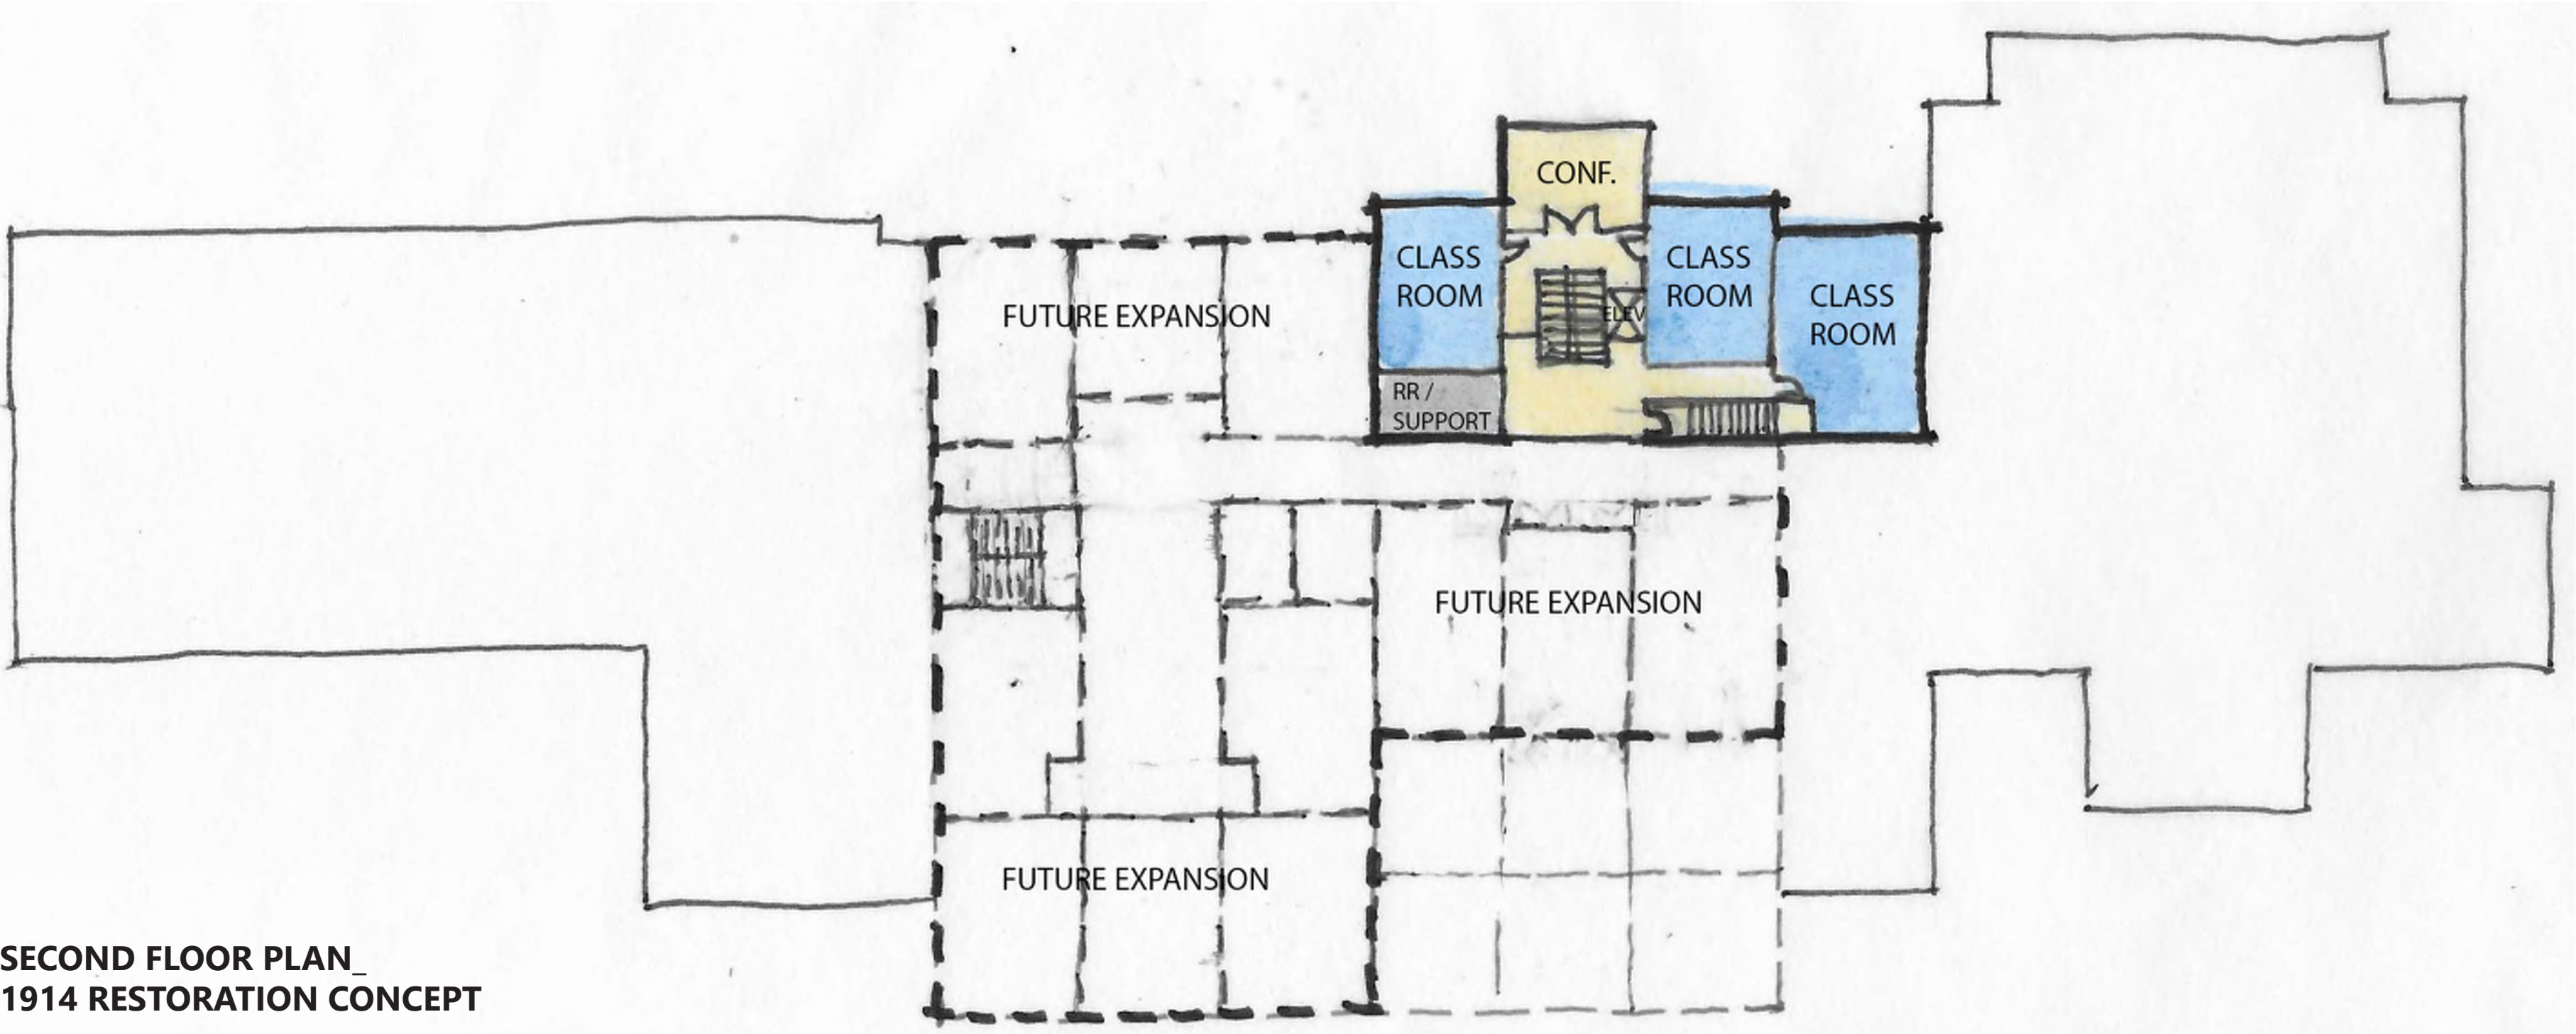 CONF.
CLASS
ROOM
CLASS
ROOM
CLASS
ROOM
ELEV
FUTURE EXPANSION
RR /
SUPPORT
FUTURE EXPANSION
FUTURE EXPANSION
SECOND FLOOR PLAN_
1914 RESTORATION CONCEPT